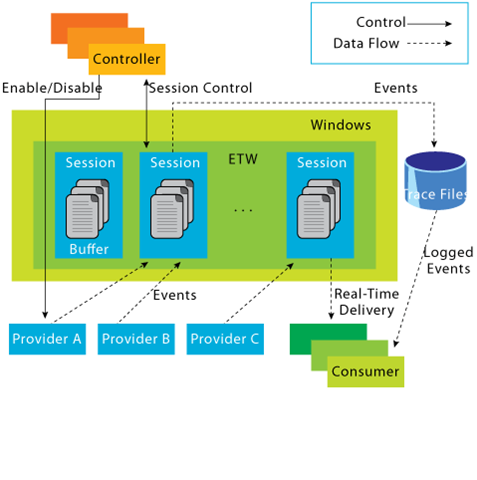 Control
Data Flow
Controller
Enable/Disable
Session Control
Events
Windows
ETW
Session
Session
Session
Buffer
. . .
Trace Files
Logged
Events
Events
Real-Time
Delivery
Provider A
Provider B
Provider C
Consumer